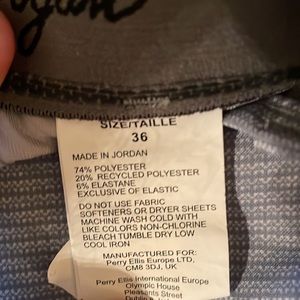 SIZE/TAILLE
36
MADE IN JORDAN
74% POLYESTER
20% RECYCLED POLYESTER
6% ELASTANE
EXCLUSIVE OF ELASTIC
DO NOT USE FABRIC
SOFTENERS OR DRYER SHEETS
MACHINE WASH COLD WITH
LIKE COLORS NON-CHLORINE
BLEACH TUMBLE DRY LOW
COOL IRON
MANUFACTURED FOR:
Perry Ellis Europe LTD,
CM8 3DJ, UK
Perry Ellis International Europe
Olympic House
Pleasants Street